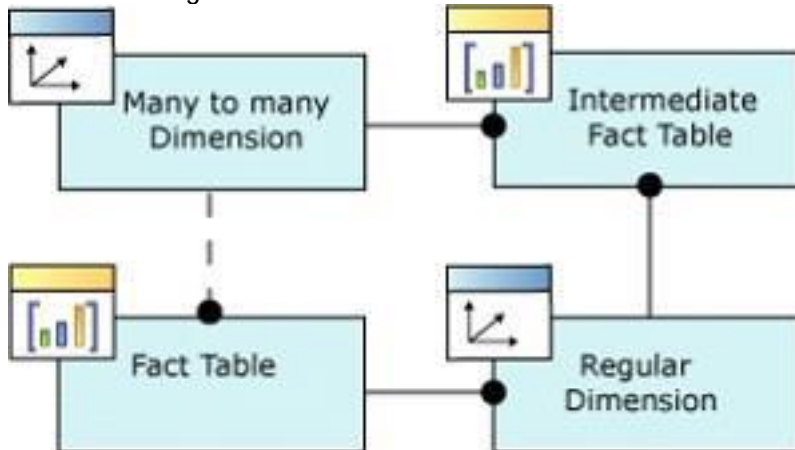 Many to many
Dimension
Intermediate
Fact Table
Fact Table
Regular
Dimension